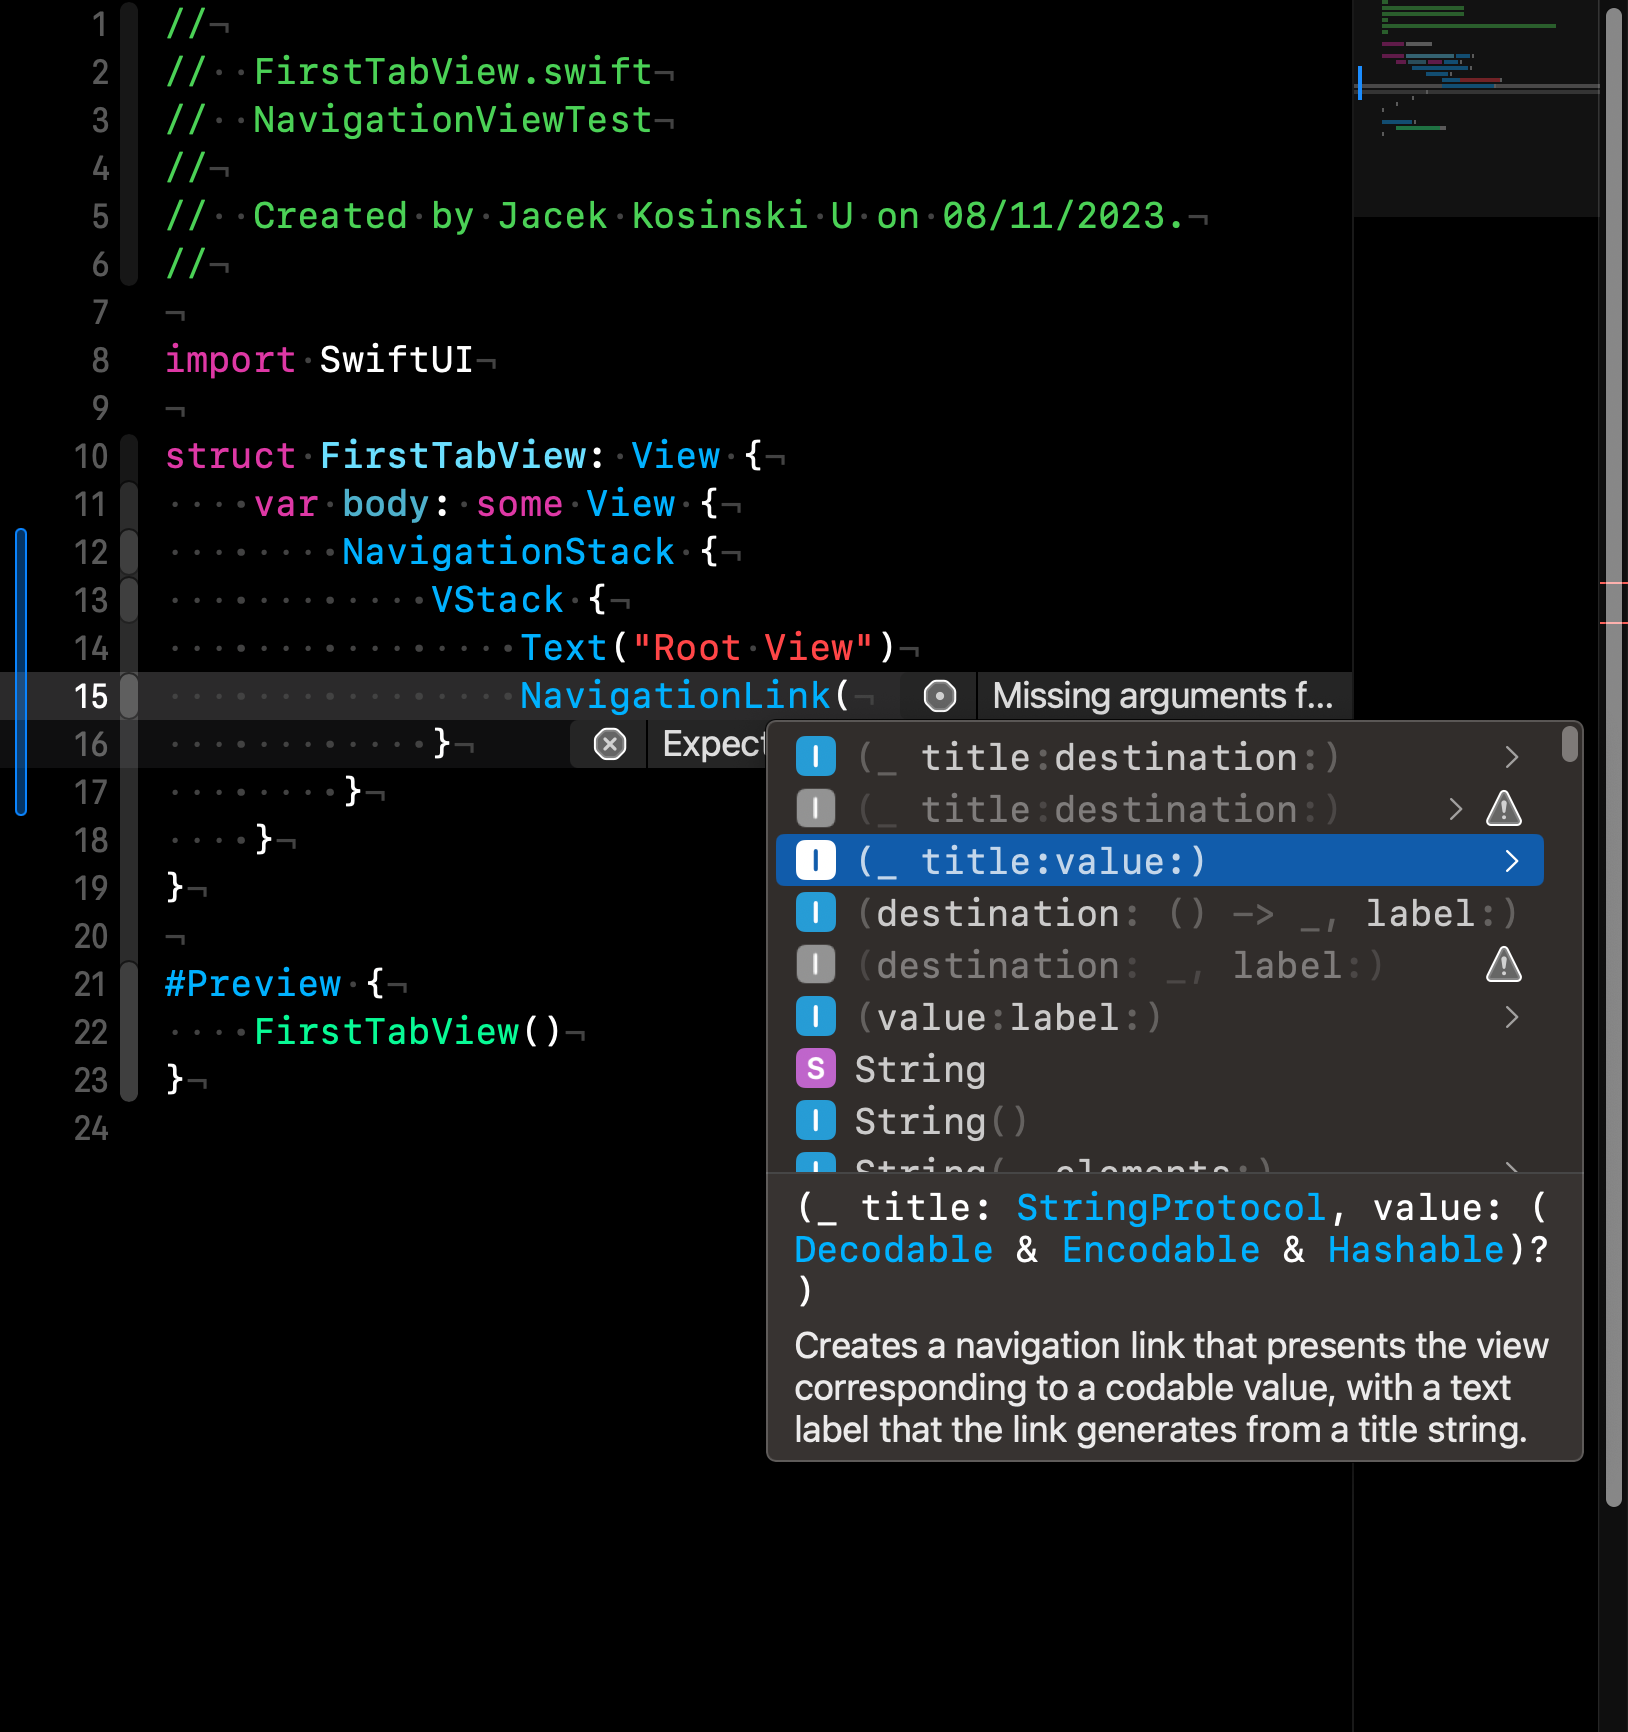 1 //
2 //  FirstTabView.swift
3 //  NavigationViewTest
4 //
5 //  Created by Jacek Kosinski U on 08/11/2023.
6 //
7
8 import SwiftUI
9
10 struct FirstTabView: View {
11     var body: some View {
12         NavigationStack {
13             VStack {
14                 Text("Root View")
15                 NavigationLink( Missing arguments f...
16             } Expect
17         }
18     }
19 }
20
21 #Preview {
22     FirstTabView()
23 }
24
I (_ title:destination:)
I (_ title:destination:)
I (_ title:value:)
I (destination: () -> _, label:)
I (destination: _, label:)
I (value:label:)
S String
I String()
I String(_ elements:)
(_ title: StringProtocol, value: (
Decodable & Encodable & Hashable)?
)
Creates a navigation link that presents the view
corresponding to a codable value, with a text
label that the link generates from a title string.